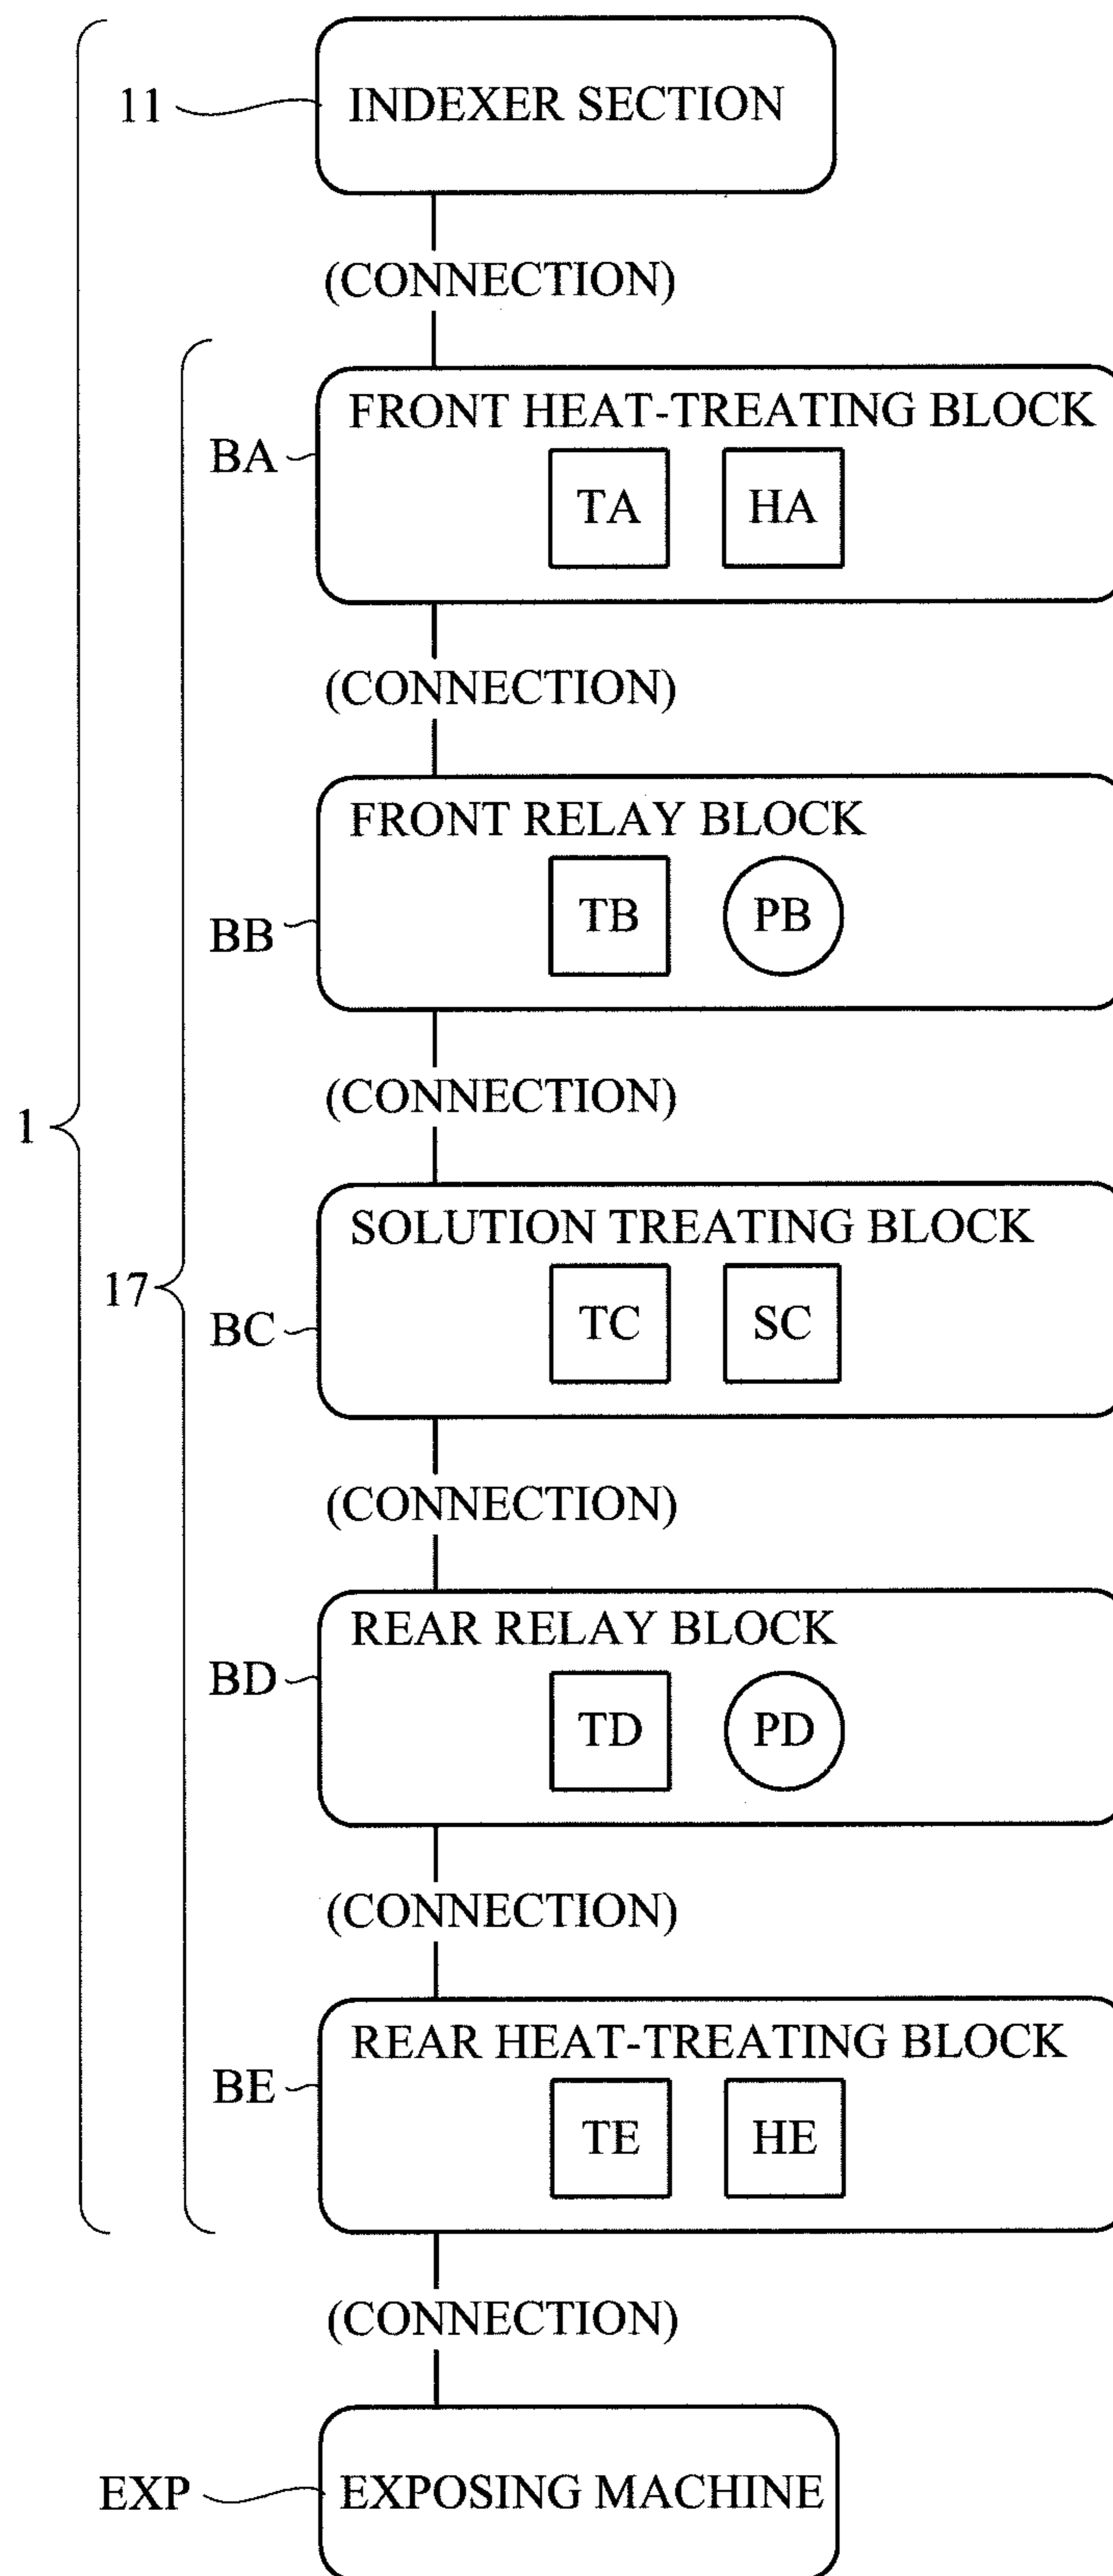 11 INDEXER SECTION
(CONNECTION)
FRONT HEAT-TREATING BLOCK
BA
TA HA
(CONNECTION)
FRONT RELAY BLOCK
BB
TB PB
(CONNECTION)
1
SOLUTION TREATING BLOCK
17
BC
TC SC
(CONNECTION)
REAR RELAY BLOCK
BD
TD PD
(CONNECTION)
REAR HEAT-TREATING BLOCK
BE
TE HE
(CONNECTION)
EXP EXPOSING MACHINE